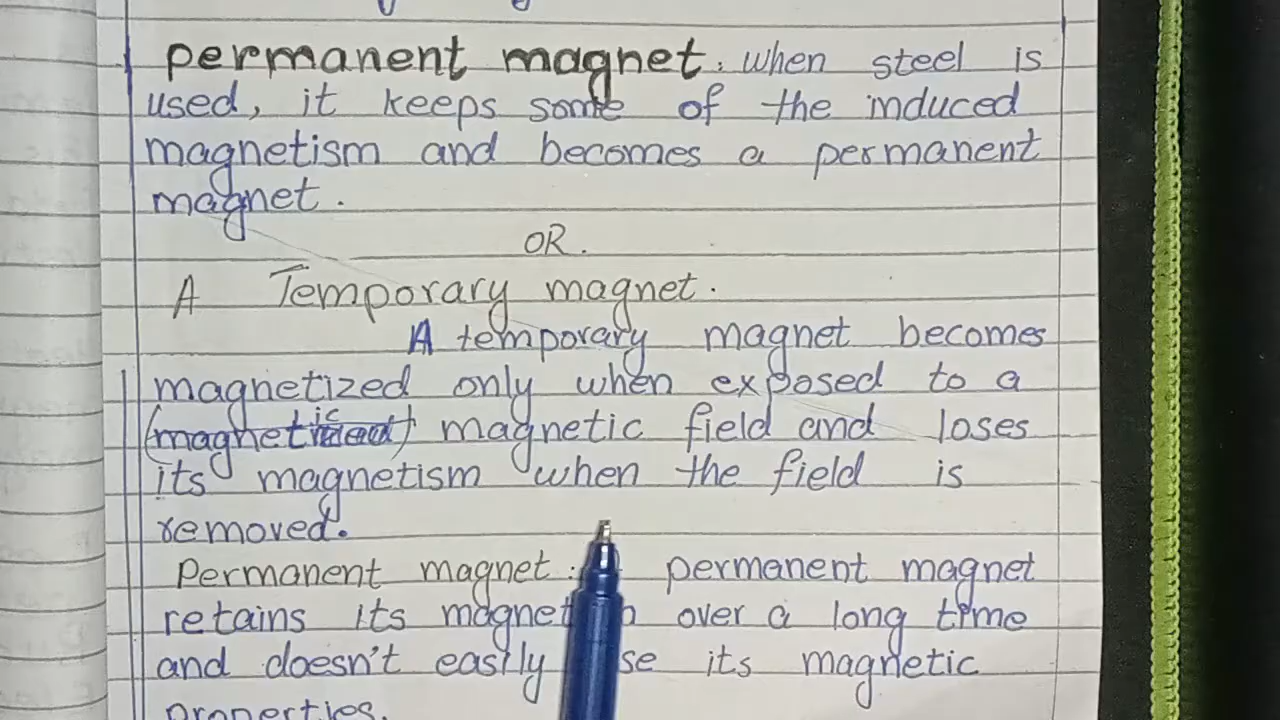 permanent magnet. when steel is
used, it keeps some of the induced
magnetism and becomes a permanent
magnet.
OR.
A Temporary magnet.
A temporary magnet becomes
magnetized only when exposed to a
(magnetic) magnetic field and loses
its magnetism when the field is
removed.
Permanent magnet: permanent magnet
retains its over a long time
and doesn't easily its magnetic
properties.